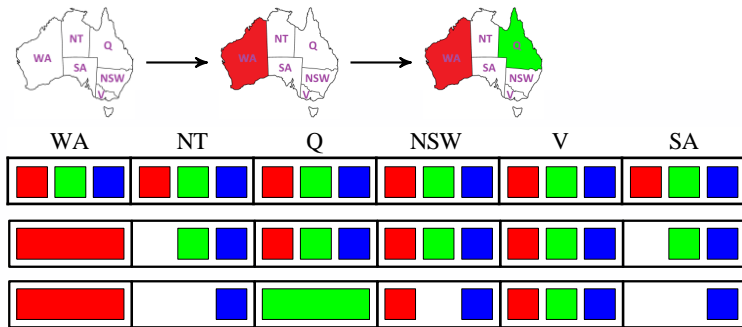 NT Q NT Q NT Q
WA WA WA
SA SA SA
NSW NSW NSW
V V V
WA NT Q NSW V SA